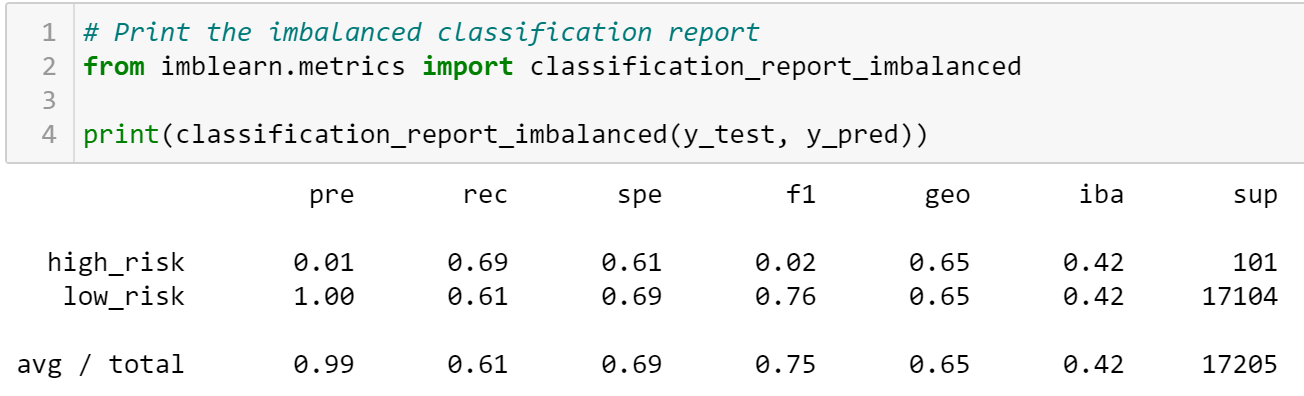 1 # Print the imbalanced classification report
2 from imblearn.metrics import classification_report_imbalanced
3
4 print(classification_report_imbalanced(y_test, y_pred))
pre rec spe f1 geo iba sup
high_risk 0.01 0.69 0.61 0.02 0.65 0.42 101
low_risk 1.00 0.61 0.69 0.76 0.65 0.42 17104
avg / total 0.99 0.61 0.69 0.75 0.65 0.42 17205